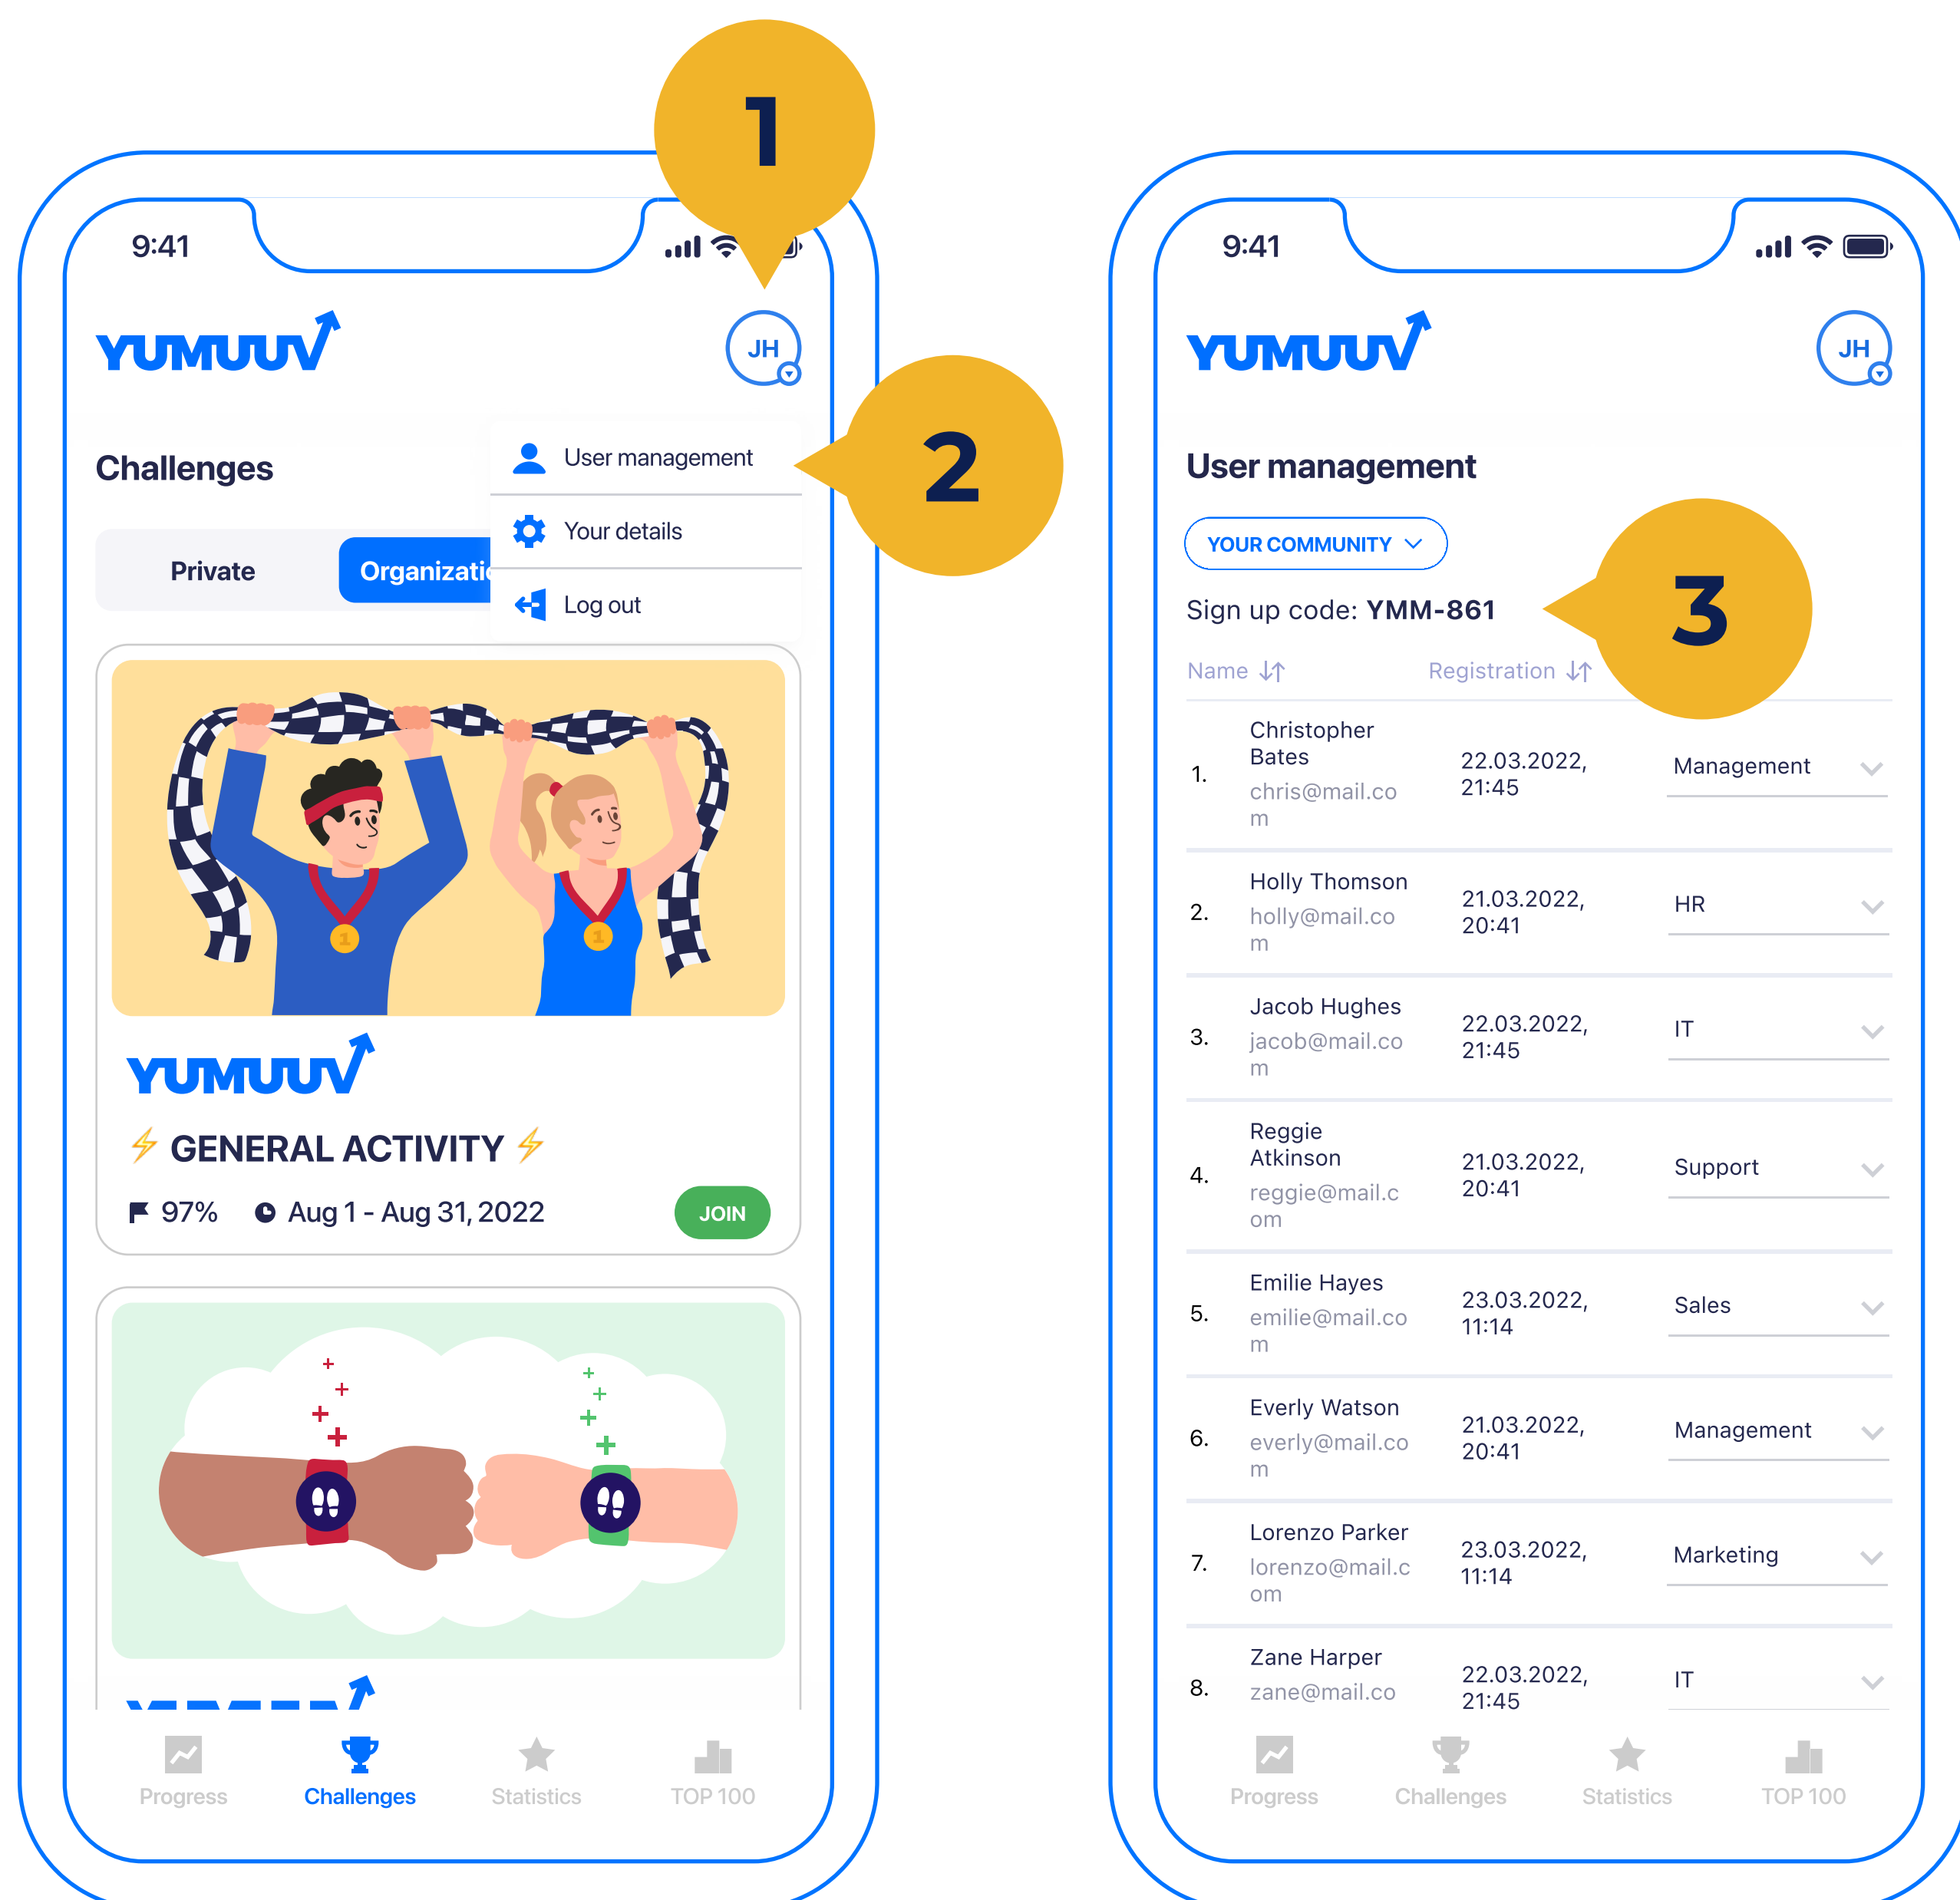 1
9:41
YUMUUV
JH
2
Challenges
User management
Your details
Log out
Private
YUMUUV
⚡ GENERAL ACTIVITY ⚡
97%
Aug 1 - Aug 31, 2022
JOIN
1
1
Progress
Challenges
Statistics
TOP 100
9:41
YUMUUV
JH
User management
YOUR COMMUNITY
Sign up code: YMM-861
3
Name
Registration
1.
Christopher
Bates
chris@mail.co
m
22.03.2022,
21:45
Management
2.
Holly Thomson
holly@mail.co
m
21.03.2022,
20:41
HR
3.
Jacob Hughes
jacob@mail.co
m
22.03.2022,
21:45
IT
4.
Reggie
Atkinson
reggie@mail.c
om
21.03.2022,
20:41
Support
5.
Emilie Hayes
emilie@mail.co
m
23.03.2022,
11:14
Sales
6.
Everly Watson
everly@mail.co
m
21.03.2022,
20:41
Management
7.
Lorenzo Parker
lorenzo@mail.c
om
23.03.2022,
11:14
Marketing
8.
Zane Harper
zane@mail.co
22.03.2022,
21:45
IT
Progress
Challenges
Statistics
TOP 100